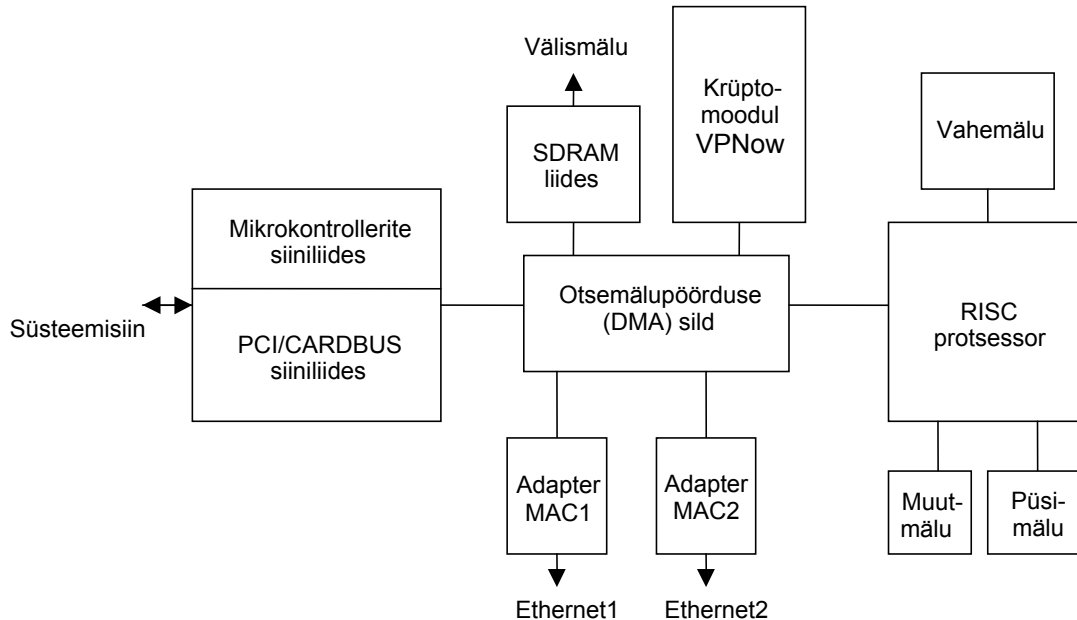 Välismälu
Krüpto-
moodul
VPNow
SDRAM
liides
Vahemälu
Mikrokontrollerite
siiniliides
Süsteemisiin
PCI/CARDBUS
siiniliides
Otsemälupöörduse
(DMA) sild
RISC
protsessor
Adapter
MAC1
Adapter
MAC2
Muut-
mälu
Püsi-
mälu
Ethernet1
Ethernet2